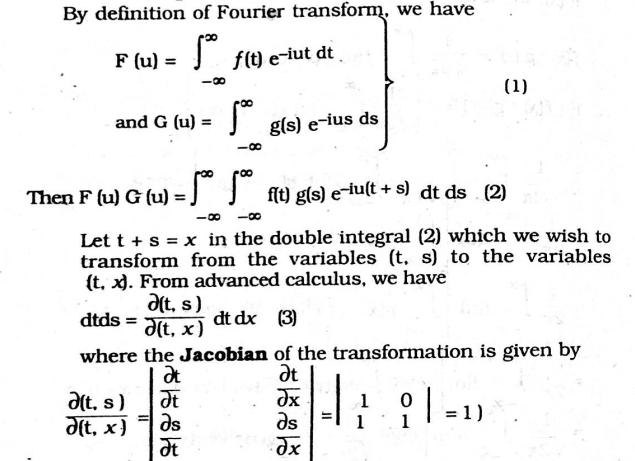 By definition of Fourier transform, we have
F (u) = ∫_{-∞}^{∞} f(t) e^{-iut} dt
(1)
and G (u) = ∫_{-∞}^{∞} g(s) e^{-ius} ds
Then F (u) G (u) = ∫_{-∞}^{∞} ∫_{-∞}^{∞} f(t) g(s) e^{-iu(t + s)} dt ds (2)
Let t + s = x in the double integral (2) which we wish to
transform from the variables (t, s) to the variables
(t, x). From advanced calculus, we have
dtds = ∂(t, s) / ∂(t, x) dt dx (3)
where the Jacobian of the transformation is given by
∂(t, s) / ∂(t, x) = | ∂t/∂t ∂t/∂x ; ∂s/∂t ∂s/∂x | = | 1 0 ; 1 1 | = 1)